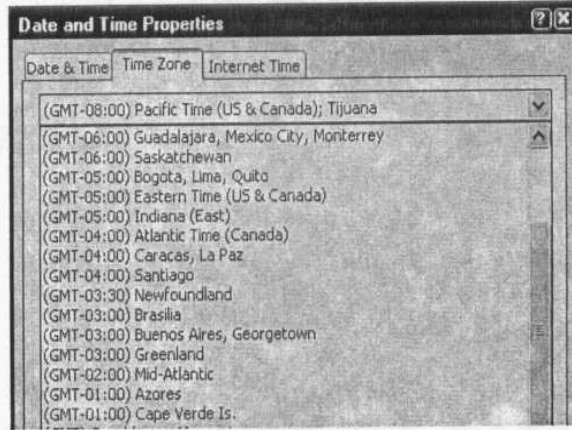 Date and Time Properties
Date & Time Time Zone Internet Time
(GMT-08:00) Pacific Time (US & Canada); Tijuana
(GMT-06:00) Guadalajara, Mexico City, Monterrey
(GMT-06:00) Saskatchewan
(GMT-05:00) Bogota, Lima, Quito
(GMT-05:00) Eastern Time (US & Canada)
(GMT-05:00) Indiana (East)
(GMT-04:00) Atlantic Time (Canada)
(GMT-04:00) Caracas, La Paz
(GMT-04:00) Santiago
(GMT-03:30) Newfoundland
(GMT-03:00) Brasilia
(GMT-03:00) Buenos Aires, Georgetown
(GMT-03:00) Greenland
(GMT-02:00) Mid-Atlantic
(GMT-01:00) Azores
(GMT-01:00) Cape Verde Is.